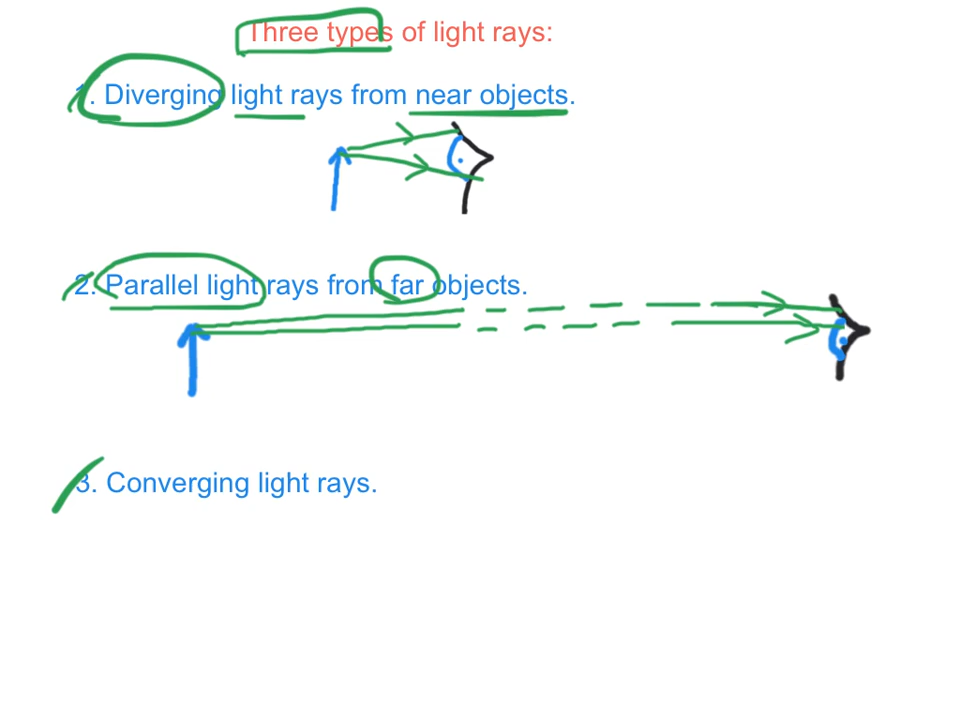 Three types of light rays:
1. Diverging light rays from near objects.
2. Parallel light rays from far objects.
3. Converging light rays.